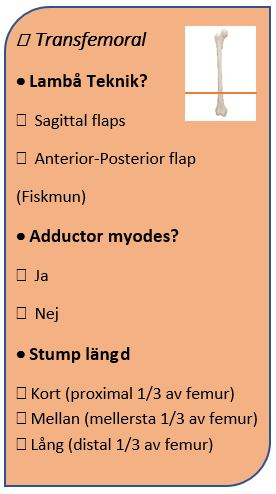 ☐ Transfemoral
● Lambå Teknik?
☐ Sagittal flaps
☐ Anterior-Posterior flap
(Fiskmun)
● Adductor myodes?
☐ Ja
☐ Nej
● Stump längd
☐ Kort (proximal 1/3 av femur)
☐ Mellan (mellersta 1/3 av femur)
☐ Lång (distal 1/3 av femur)